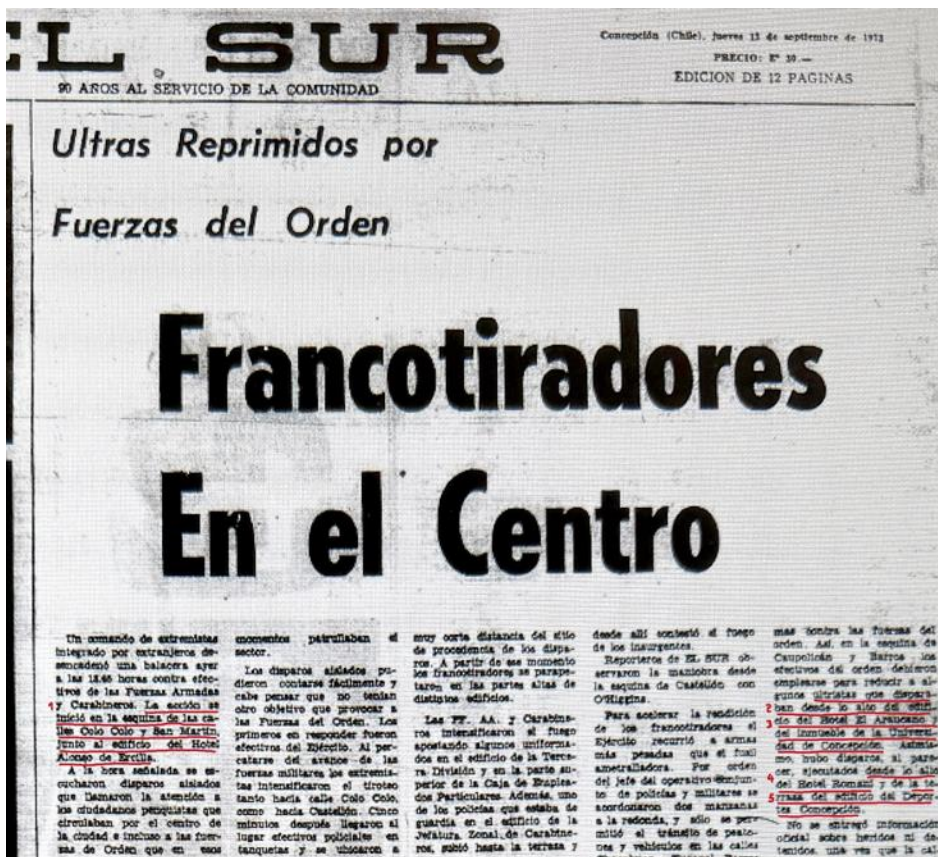 EL SUR
90 AÑOS AL SERVICIO DE LA COMUNIDAD
Concepción (Chile), jueves 13 de septiembre de 1973
PRECIO: Eº 10.—
EDICION DE 12 PAGINAS
Ultras Reprimidos por
Fuerzas del Orden
Francotiradores
En el Centro
Un comando de extremistas
integrado por extranjeros de-
sencadenó una balacera ayer
a las horas contra efec-
tivos de las Fuerzas Armadas
1 y Carabineros. La acción se
inició en la esquina de las ca-
lles Colo Colo y San Martín,
junto al edificio del Hotel
Alonso de Ercilla.
A la hora señalada se es-
cucharon disparos aislados
que llamaron la atención a
los ciudadanos penquistas que
circulaban por el centro de
la ciudad e incluso a las fuer-
zas de Orden que en esos
momentos patrullaban el
sector.
Los disparos aislados pu-
dieron contarse fácilmente y
cabe pensar que no tenían
otro objetivo que provocar a
las Fuerzas del Orden. Los
primeros en responder fueron
efectivos del Ejército. Al per-
catarse del avance de las
fuerzas militares los extremis-
tas intensificaron el tiroteo
tanto hacia calle Colo Colo,
como hacia Castellón. Cinco
minutos después llegaron al
lugar efectivos policiales en
tanquetas y se ubicaron a
muy corta distancia del sitio
de procedencia de los dispa-
ros. A partir de ese momento
los francotiradores se parape-
taron en las partes altas de
distintos edificios.
Las FF. AA. y Carabine-
ros intensificaron el fuego
apostando algunos uniforma-
dos en el edificio de la Terce-
ra División y en la parte su-
perior de la Caja de Emplea-
dos Particulares. Además, uno
de los policías que estaba de
guardia en el edificio de la
Jefatura Zonal de Carabine-
ros, subió hasta la terraza y
desde allí contestó el fuego
de los insurgentes.
Reporteros de EL SUR ob-
servaron la maniobra desde
la esquina de Castellón con
O'Higgins.
Para acelerar la rendición
de los francotiradores el
Ejército recurrió a armas
más pesadas que el fusil
ametralladora. Por orden
del jefe del operativo conjun-
to de policías y militares se
acordonaron dos manzanas
a la redonda, y sólo se per-
mitió el tránsito de peato-
nes y vehículos en las calles
mas contra las fuerzas del
orden. Así, en la esquina de
Caupolicán y Barros los
efectivos del orden debieron
emplearse para reducir a al-
gunos ultristas que dispara-
2 ban desde lo alto del edifi-
3 cio del Hotel El Araucano y
del inmueble de la Universi-
dad de Concepción. Asimis-
mo, hubo disparos, al pare-
4 cer, ejecutados desde lo alto
del Hotel Romani y de la te-
5 rraza del edificio del Depor-
tes Concepción.
No se entregó información
oficial sobre heridos ni de-
tenidos, una vez que la cal-